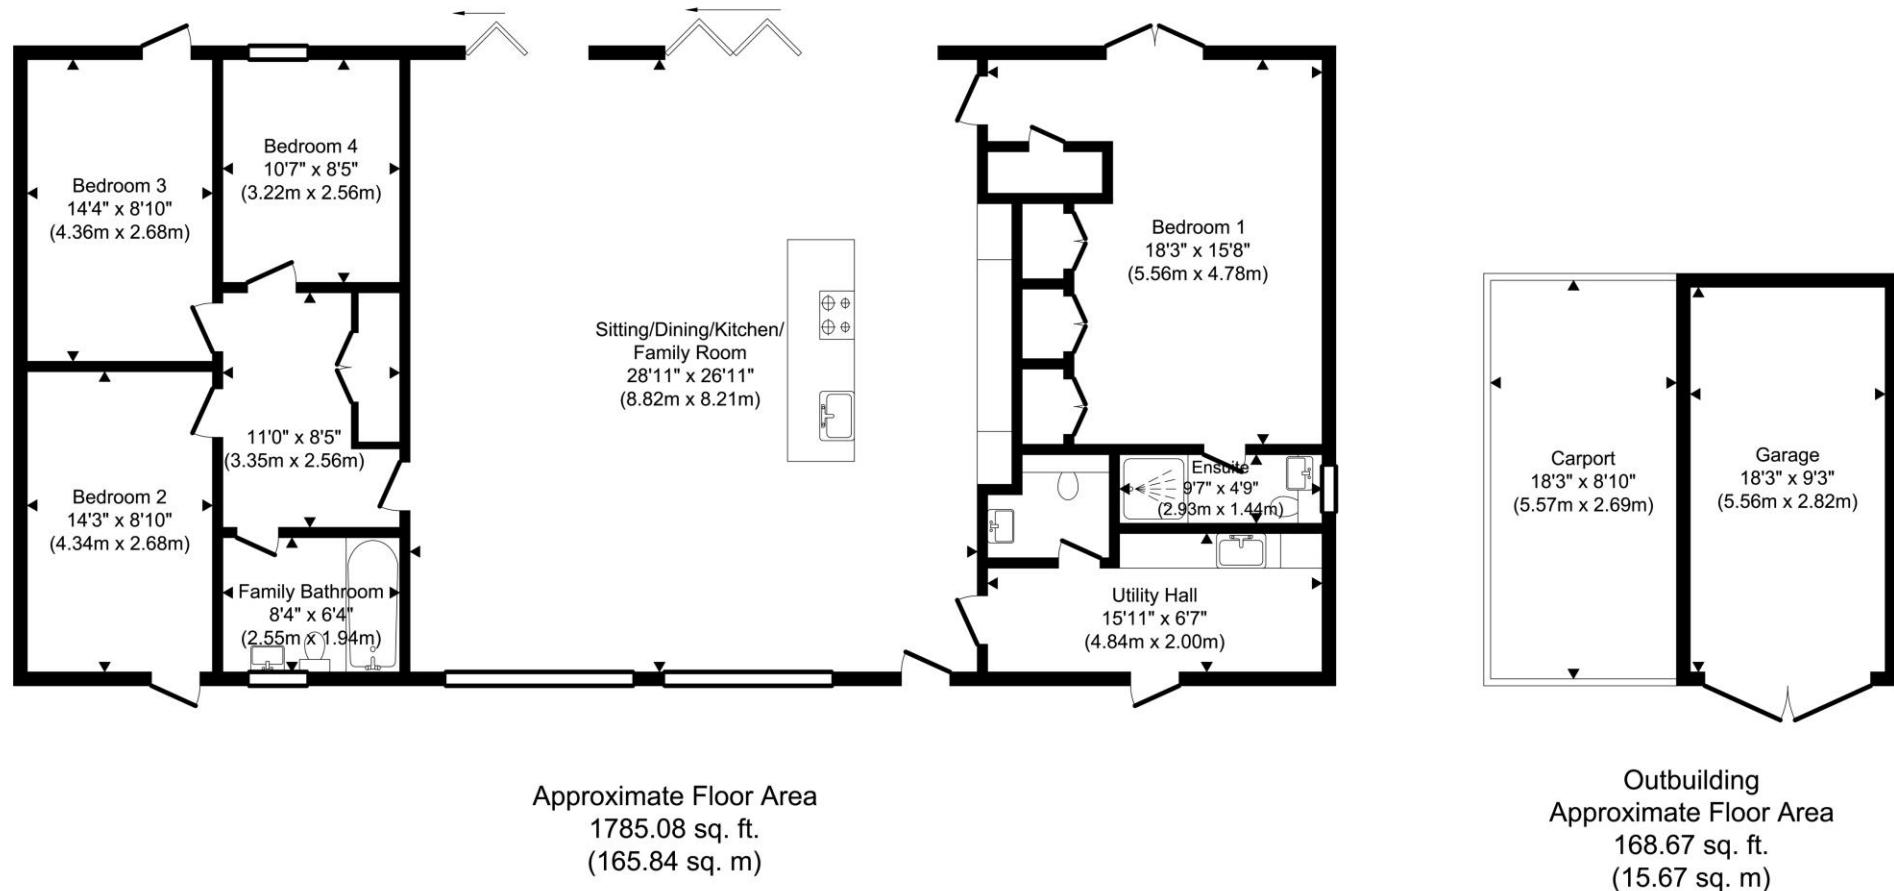 Bedroom 3
14'4" x 8'10"
(4.36m x 2.68m)
Bedroom 4
10'7" x 8'5"
(3.22m x 2.56m)
Sitting/Dining/Kitchen/
Family Room
28'11" x 26'11"
(8.82m x 8.21m)
Bedroom 1
18'3" x 15'8"
(5.56m x 4.78m)
11'0" x 8'5"
(3.35m x 2.56m)
Bedroom 2
14'3" x 8'10"
(4.34m x 2.68m)
Family Bathroom
8'4" x 6'4"
(2.55m x 1.94m)
Ensuite
9'7" x 4'9"
(2.93m x 1.44m)
Utility Hall
15'11" x 6'7"
(4.84m x 2.00m)
Carport
18'3" x 8'10"
(5.57m x 2.69m)
Garage
18'3" x 9'3"
(5.56m x 2.82m)
Approximate Floor Area
1785.08 sq. ft.
(165.84 sq. m)
Outbuilding
Approximate Floor Area
168.67 sq. ft.
(15.67 sq. m)